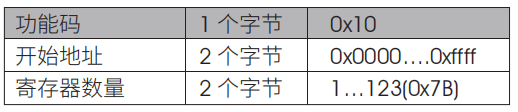 功能码 1 个字节 0x10
开始地址 2 个字节 0x0000….0xffff
寄存器数量 2 个字节 1…123(0x7B)